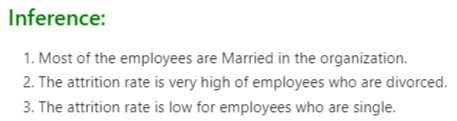 Inference:
1. Most of the employees are Married in the organization.
2. The attrition rate is very high of employees who are divorced.
3. The attrition rate is low for employees who are single.